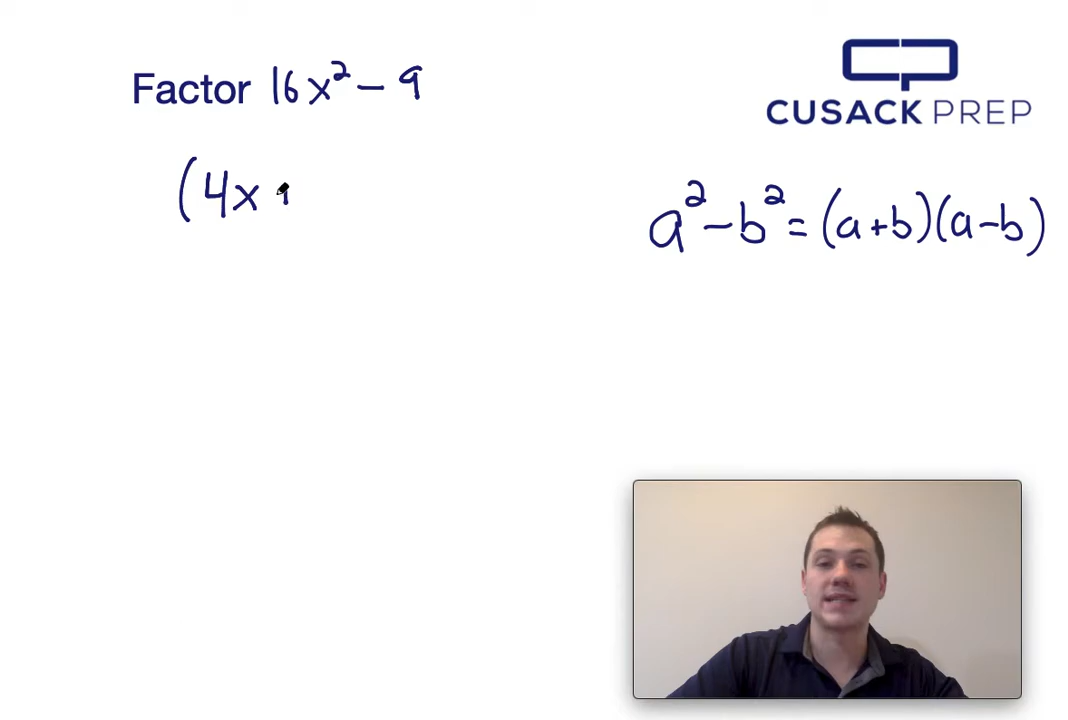 Factor 16x² − 9
CUSACK PREP
(4x
a² − b² = (a+b)(a−b)